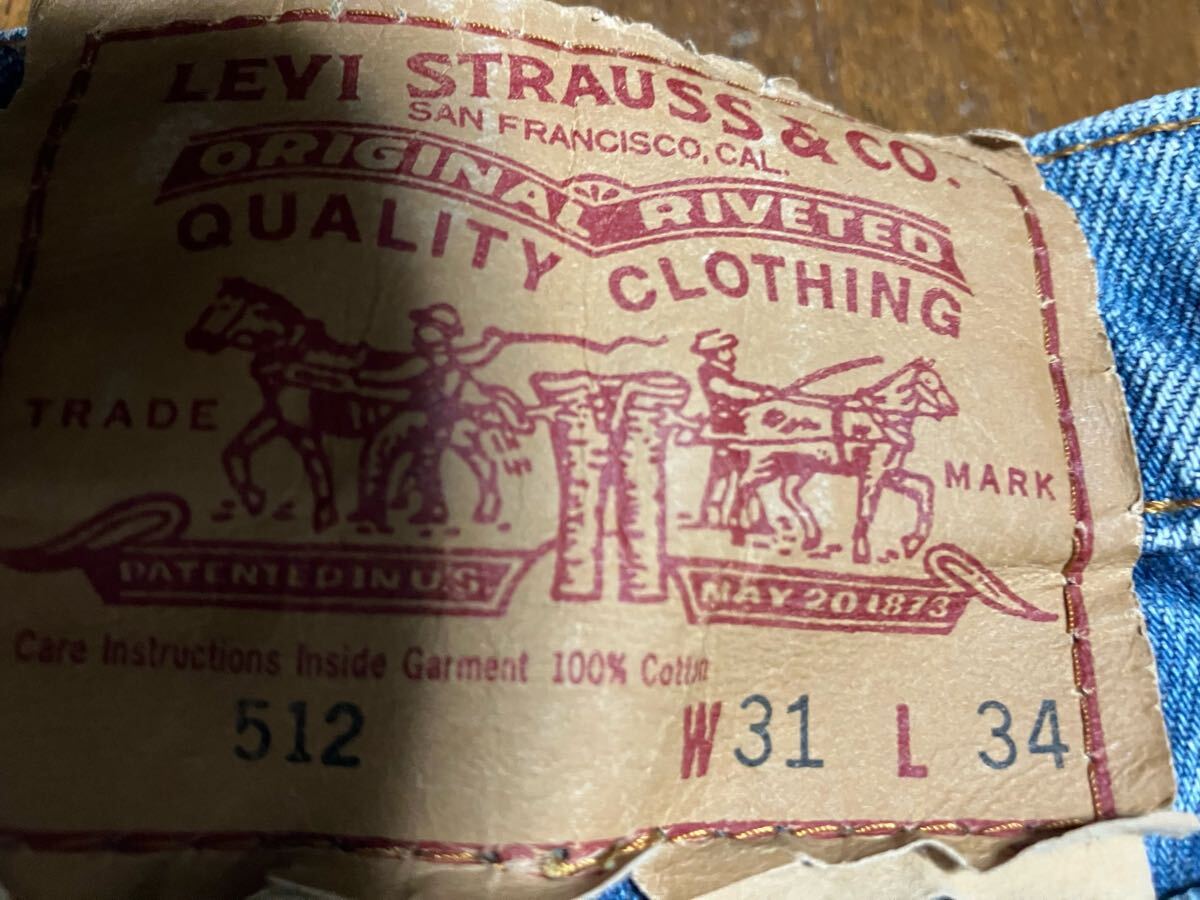 LEVI STRAUSS & CO.
SAN FRANCISCO, CAL.
ORIGINAL RIVETED
QUALITY CLOTHING
TRADE MARK
PATENTED IN U.S. MAY 20 1873
Care Instructions Inside Garment 100% Cotton
512 W 31 L 34